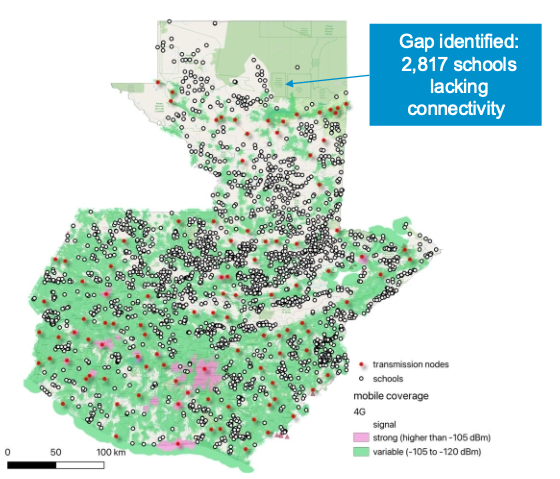 Gap identified:
2,817 schools
lacking
connectivity
transmission nodes
schools
mobile coverage
4G
signal
strong (higher than -105 dBm)
variable (-105 to -120 dBm)
0 50 100 km